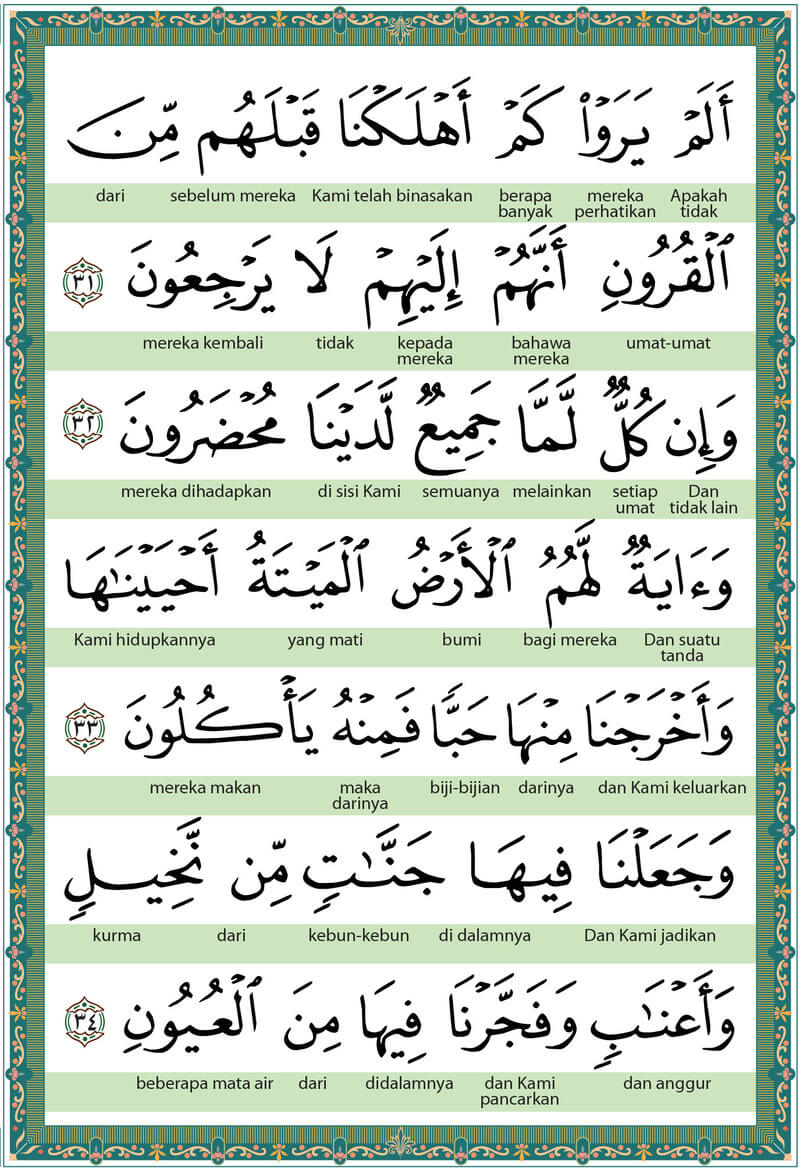 أَلَمْ يَرَوْا۟ كَمْ أَهْلَكْنَا قَبْلَهُم مِّنَ
Apakah tidak mereka perhatikan berapa banyak Kami telah binasakan sebelum mereka dari
ٱلْقُرُونِ أَنَّهُمْ إِلَيْهِمْ لَا يَرْجِعُونَ ٣١
umat-umat bahawa mereka kepada mereka tidak mereka kembali
وَإِن كُلٌّ لَّمَّا جَمِيعٌ لَّدَيْنَا مُحْضَرُونَ ٣٢
Dan tidak lain setiap umat melainkan semuanya di sisi Kami mereka dihadapkan
وَءَايَةٌ لَّهُمُ ٱلْأَرْضُ ٱلْمَيْتَةُ أَحْيَيْنَـٰهَا
Dan suatu tanda bagi mereka bumi yang mati Kami hidupkannya
وَأَخْرَجْنَا مِنْهَا حَبًّا فَمِنْهُ يَأْكُلُونَ ٣٣
dan Kami keluarkan darinya biji-bijian maka darinya mereka makan
وَجَعَلْنَا فِيهَا جَنَّـٰتٍ مِّن نَّخِيلٍ
Dan Kami jadikan di dalamnya kebun-kebun dari kurma
وَأَعْنَـٰبٍ وَفَجَّرْنَا فِيهَا مِنَ ٱلْعُيُونِ ٣٤
dan anggur dan Kami pancarkan didalamnya dari beberapa mata air